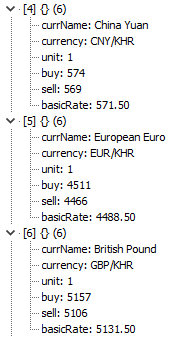 [4] {} (6)
currName: China Yuan
currency: CNY/KHR
unit: 1
buy: 574
sell: 569
basicRate: 571.50
[5] {} (6)
currName: European Euro
currency: EUR/KHR
unit: 1
buy: 4511
sell: 4466
basicRate: 4488.50
[6] {} (6)
currName: British Pound
currency: GBP/KHR
unit: 1
buy: 5157
sell: 5106
basicRate: 5131.50